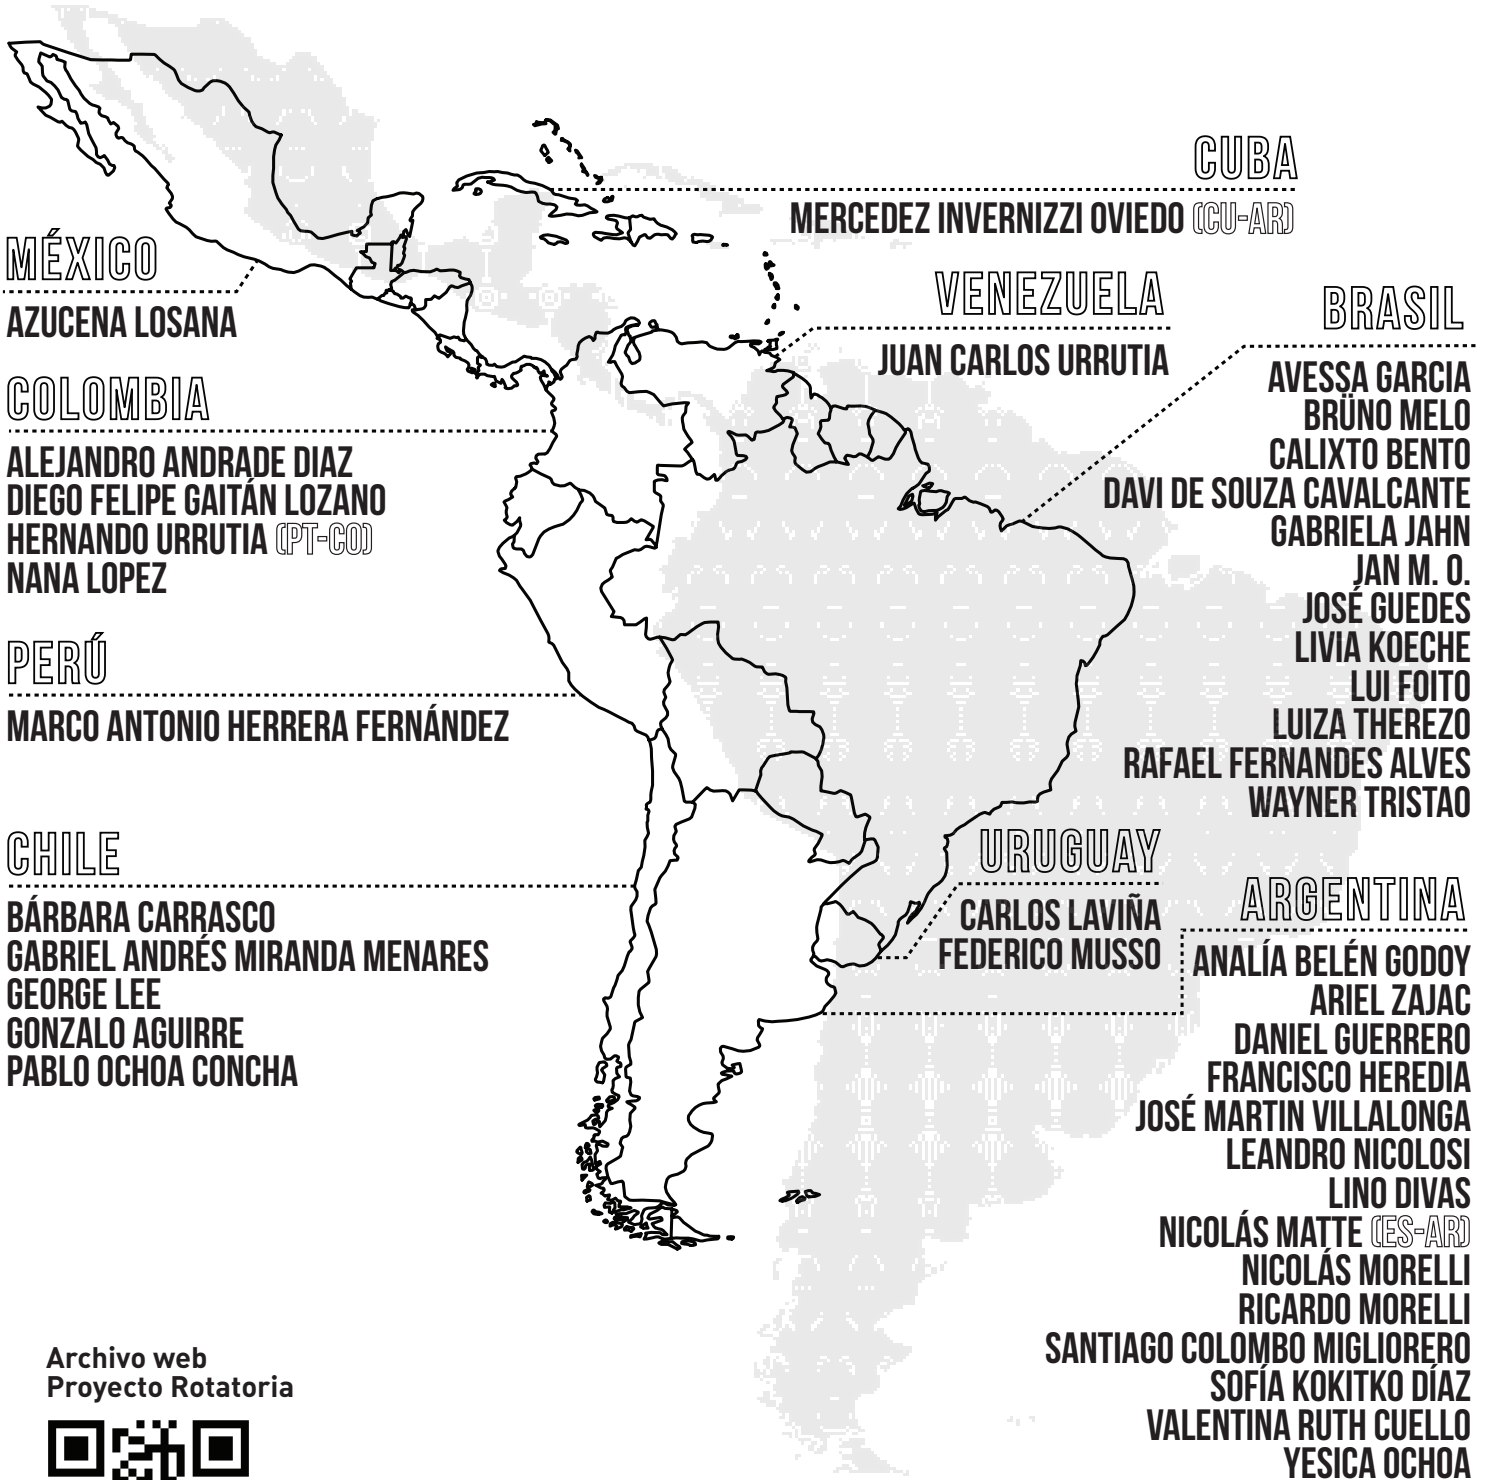 CUBA
MERCEDEZ INVERNIZZI OVIEDO (CU-AR)
MÉXICO
AZUCENA LOSANA
VENEZUELA
JUAN CARLOS URRUTIA
BRASIL
AVESSA GARCIA
BRÜNO MELO
CALIXTO BENTO
DAVI DE SOUZA CAVALCANTE
GABRIELA JAHN
JAN M. O.
JOSÉ GUEDES
LIVIA KOECHE
LUI FOITO
LUIZA THEREZO
RAFAEL FERNANDES ALVES
WAYNER TRISTAO
COLOMBIA
ALEJANDRO ANDRADE DIAZ
DIEGO FELIPE GAITÁN LOZANO
HERNANDO URRUTIA (PT-CO)
NANA LOPEZ
PERÚ
MARCO ANTONIO HERRERA FERNÁNDEZ
CHILE
BÁRBARA CARRASCO
GABRIEL ANDRÉS MIRANDA MENARES
GEORGE LEE
GONZALO AGUIRRE
PABLO OCHOA CONCHA
URUGUAY
CARLOS LAVIÑA
FEDERICO MUSSO
ARGENTINA
ANALÍA BELÉN GODOY
ARIEL ZAJAC
DANIEL GUERRERO
FRANCISCO HEREDIA
JOSÉ MARTIN VILLALONGA
LEANDRO NICOLOSI
LINO DIVAS
NICOLÁS MATTE (ES-AR)
NICOLÁS MORELLI
RICARDO MORELLI
SANTIAGO COLOMBO MIGLIORERO
SOFÍA KOKITKO DÍAZ
VALENTINA RUTH CUELLO
YESICA OCHOA
Archivo web
Proyecto Rotatoria